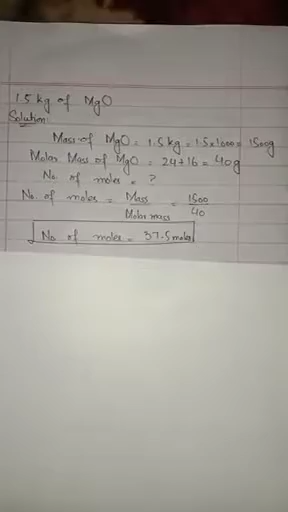 1.5 kg of MgO
Solution:
Mass of MgO = 1.5 kg = 1.5 x 1000 = 1500g
Molar Mass of MgO = 24+16 = 40g
No. of moles = ?
No. of moles = Mass / Molar mass = 1500 / 40
No of moles = 37.5 moles